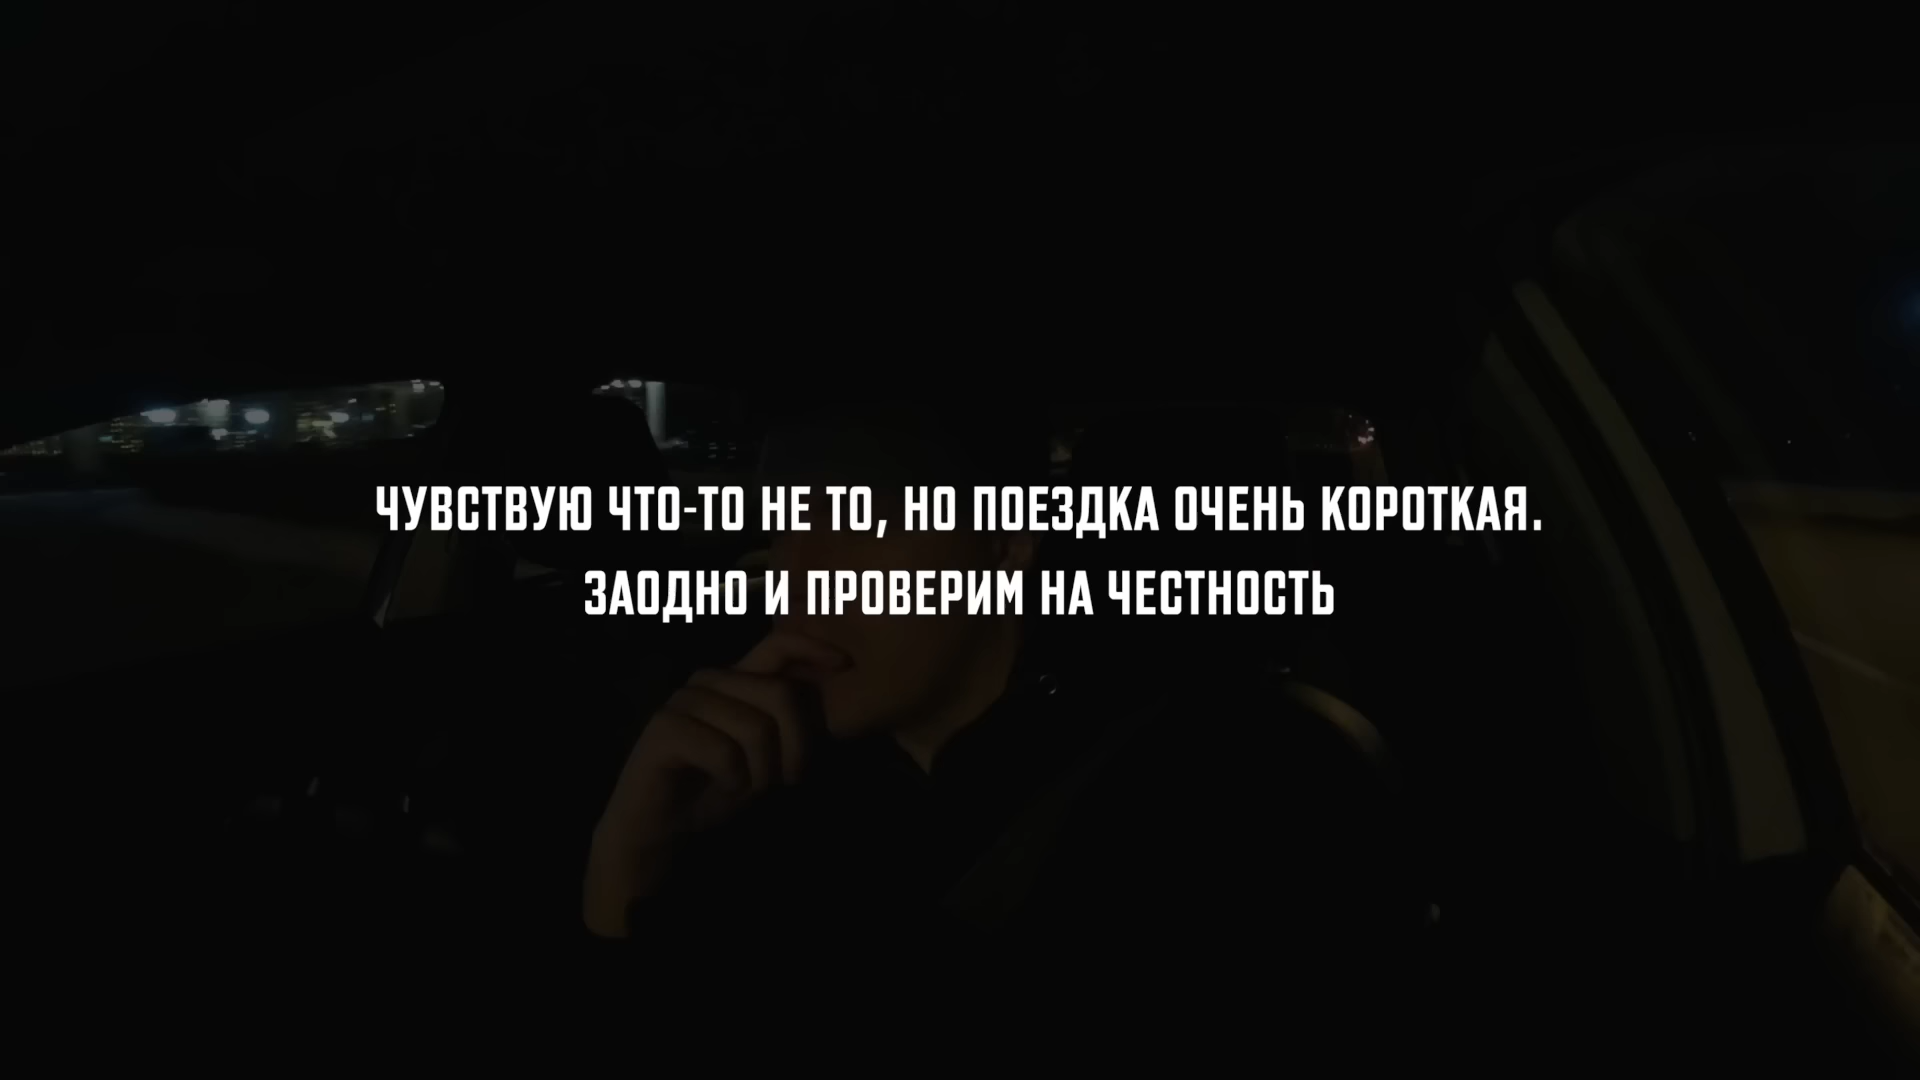 ЧУВСТВУЮ ЧТО-ТО НЕ ТО, НО ПОЕЗДКА ОЧЕНЬ КОРОТКАЯ.
ЗАОДНО И ПРОВЕРИМ НА ЧЕСТНОСТЬ